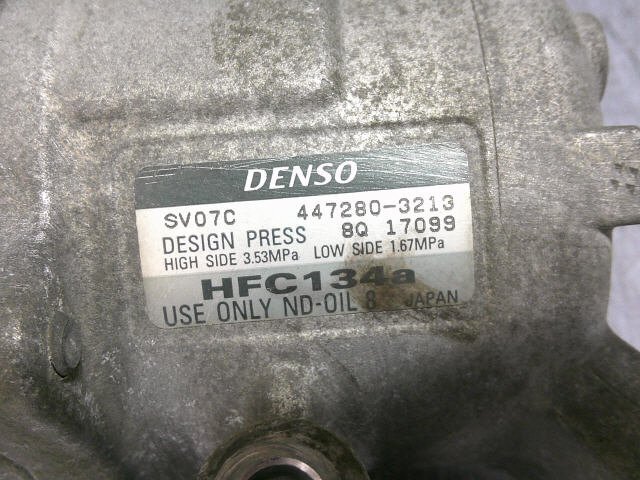 DENSO
SV07C 447280-3213
DESIGN PRESS 8Q 17099
HIGH SIDE 3.53MPa LOW SIDE 1.67MPa
HFC134a
USE ONLY ND-OIL 8 JAPAN